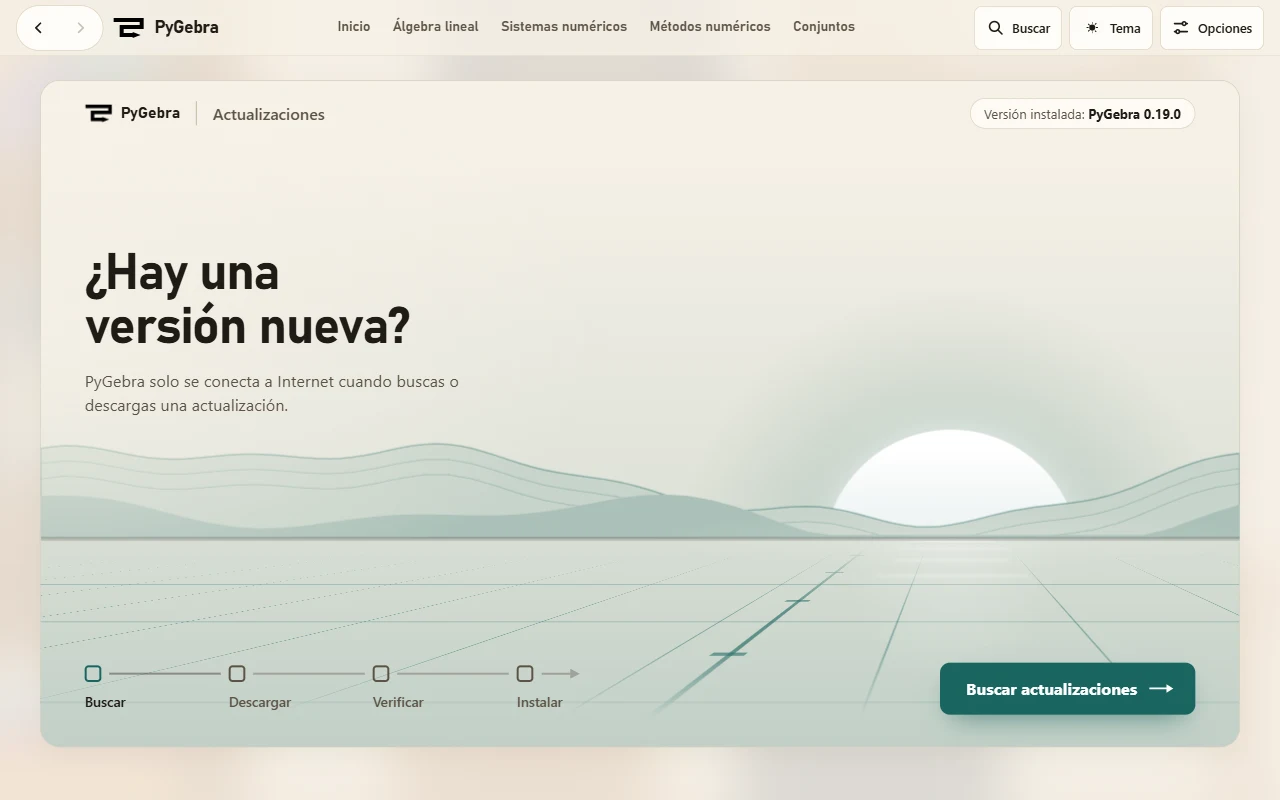 PyGebra
Inicio
Álgebra lineal
Sistemas numéricos
Métodos numéricos
Conjuntos
Buscar
Tema
Opciones
PyGebra
Actualizaciones
Versión instalada: PyGebra 0.19.0
¿Hay una
versión nueva?
PyGebra solo se conecta a Internet cuando buscas o
descargas una actualización.
Buscar
Descargar
Verificar
Instalar
Buscar actualizaciones